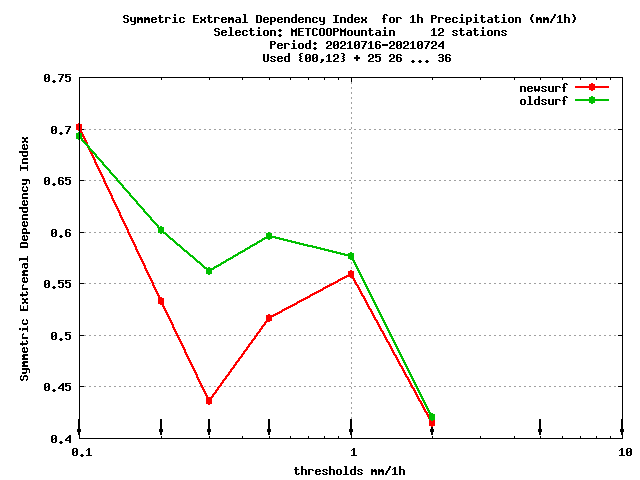 Symmetric Extremal Dependency Index  for 1h Precipitation (mm/1h)
Selection: METCOOPMountain     12 stations
Period: 20210716-20210724
Used {00,12} + 25 26 ... 36
newsurf
oldsurf
Symmetric Extremal Dependency Index
0.75
0.7
0.65
0.6
0.55
0.5
0.45
0.4
0.1
1
10
thresholds mm/1h